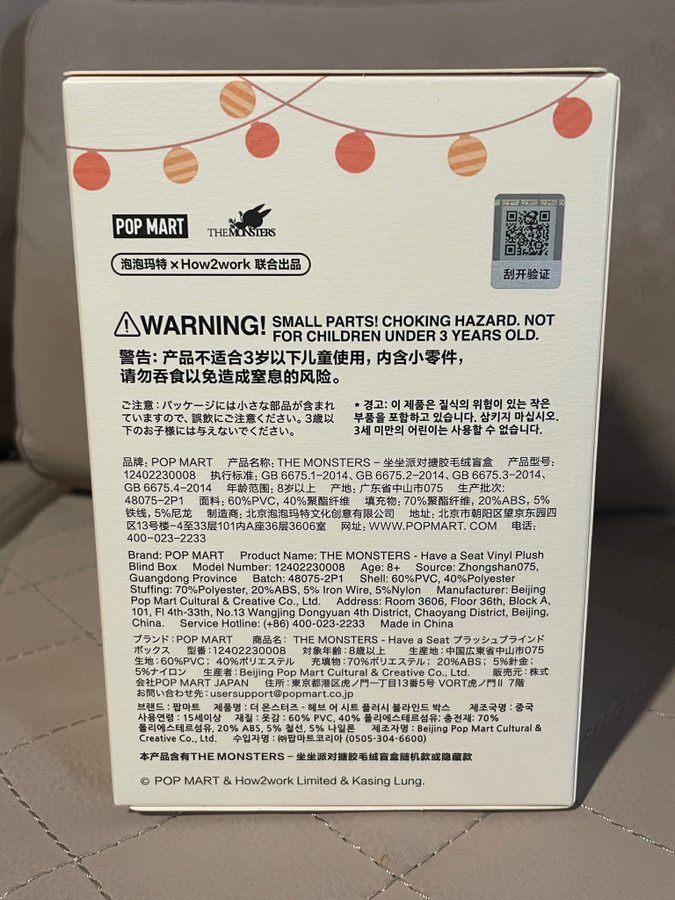 POP MART THE MONSTERS
泡泡玛特 × How2work 联合出品
刮开验证
WARNING! SMALL PARTS! CHOKING HAZARD. NOT
FOR CHILDREN UNDER 3 YEARS OLD.
警告: 产品不适合3岁以下儿童使用，内含小零件，
请勿吞食以免造成窒息的风险。
ご注意：パッケージには小さな部品が含まれ
ていますので、誤飲にご注意ください。3歳以
下のお子様には与えないでください。
* 경고: 이 제품은 질식의 위험이 있는 작은
부품을 포함하고 있습니다. 삼키지 마십시오.
3세 미만의 어린이는 사용할 수 없습니다.
品牌: POP MART 产品名称: THE MONSTERS – 坐坐派对搪胶毛绒盲盒 产品型号:
12402230008 执行标准: GB 6675.1-2014, GB 6675.2-2014, GB 6675.3-2014,
GB 6675.4-2014 年龄范围: 8岁以上 产地: 广东省中山市075 生产批次:
48075-2P1 面料: 60%PVC, 40%聚酯纤维 填充物: 70%聚酯纤维, 20%ABS, 5%
铁线, 5%尼龙 制造商: 北京泡泡玛特文化创意有限公司 地址: 北京市朝阳区望京东园四
区13号楼-4至33层101内A座36层3606室 网址: WWW.POPMART. COM 电话:
400-023-2233
Brand: POP MART Product Name: THE MONSTERS - Have a Seat Vinyl Plush
Blind Box Model Number: 12402230008 Age: 8+ Source: Zhongshan075,
Guangdong Province Batch: 48075-2P1 Shell: 60%PVC, 40%Polyester
Stuffing: 70%Polyester, 20%ABS, 5% Iron Wire, 5%Nylon Manufacturer: Beijing
Pop Mart Cultural & Creative Co., Ltd. Address: Room 3606, Floor 36th, Block A,
101, Fl 4th-33th, No.13 Wangjing Dongyuan 4th District, Chaoyang District, Beijing,
China. Service Hotline: (+86) 400-023-2233 Made in China
ブランド : POP MART 商品名: THE MONSTERS - Have a Seat プラッシュブラインド
ボックス 型番 : 12402230008 対象年齢 : 8歳以上 生産地: 中国広東省中山市075
生地 : 60%PVC; 40%ポリエステル 充填物 : 70%ポリエステル; 20%ABS; 5%針金;
5%ナイロン 生産者 : Beijing Pop Mart Cultural & Creative Co., Ltd. 販売元 : 株式
会社POP MART JAPAN 住所 : 東京都港区虎ノ門一丁目13番5号 VORT虎ノ門II 7階
お問い合わせ先 : usersupport@popmart.co.jp
브랜드 : 팝마트 제품명 : 더 몬스터즈 - 해브 어 시트 플러시 블라인드 박스 제조국명 : 중국
사용연령 : 15세이상 재질 : 옷감 : 60% PVC, 40% 폴리에스테르섬유; 충전재: 70%
폴리에스테르섬유, 20% ABS, 5% 철선, 5% 나일론 제조자명 : Beijing Pop Mart Cultural &
Creative Co., Ltd. 수입자명 : ㈜팝마트코리아 (0505-304-6600)
本产品含有THE MONSTERS – 坐坐派对搪胶毛绒盲盒随机款或隐藏款
© POP MART & How2work Limited & Kasing Lung.